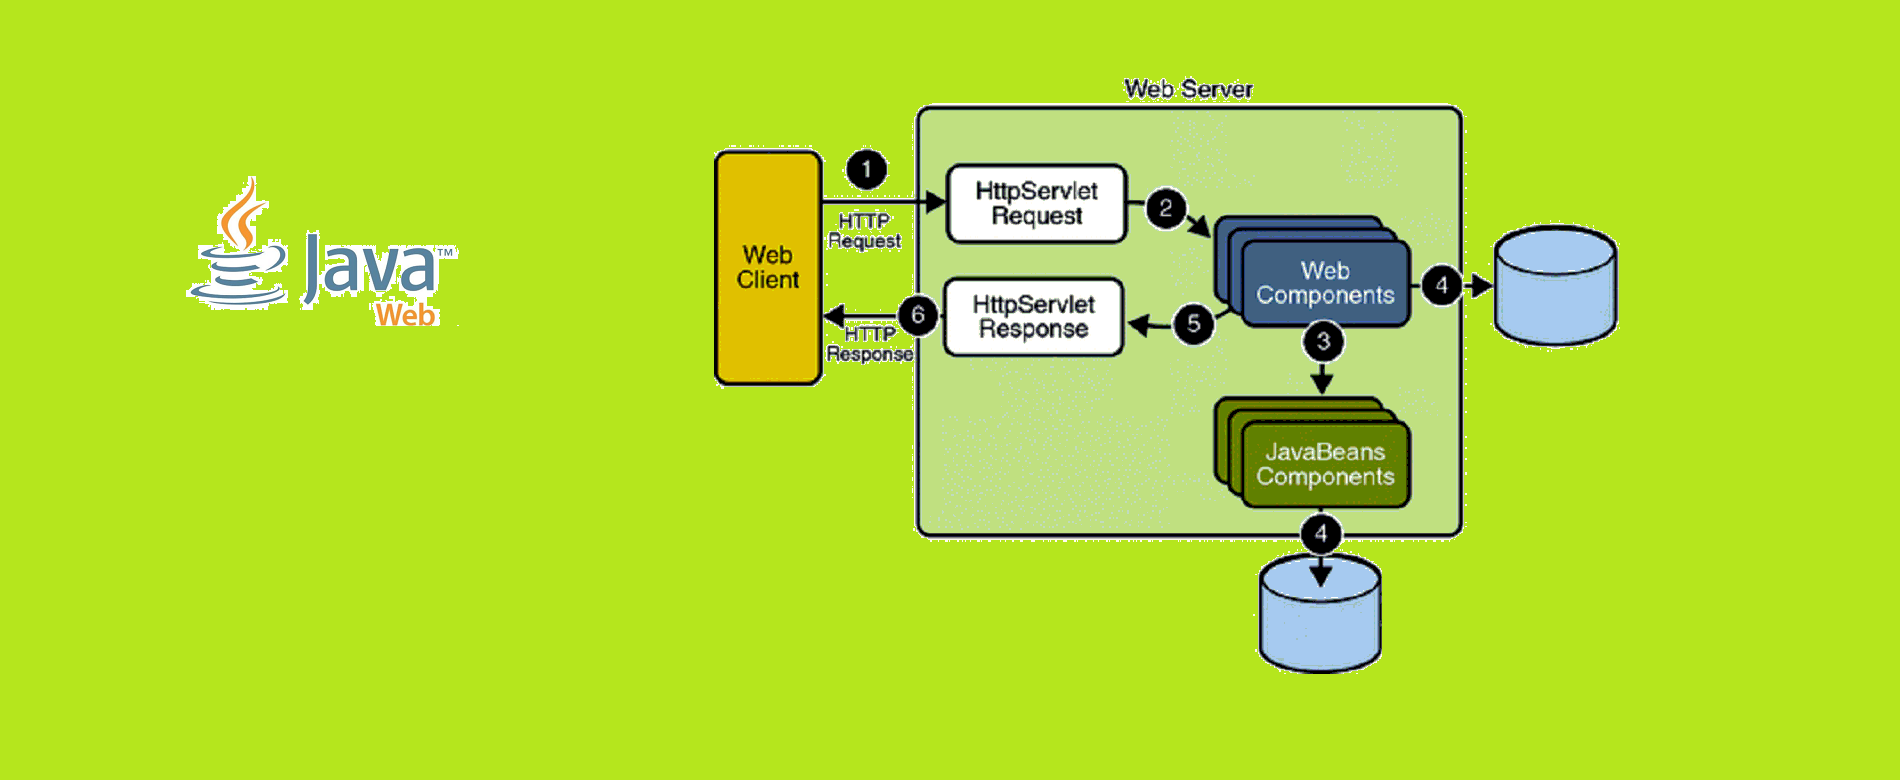 Java™
Web
Web Server
Web
Client
1
HTTP
Request
HttpServlet
Request
2
Web
Components
4
3
5
HttpServlet
Response
6
HTTP
Response
JavaBeans
Components
4